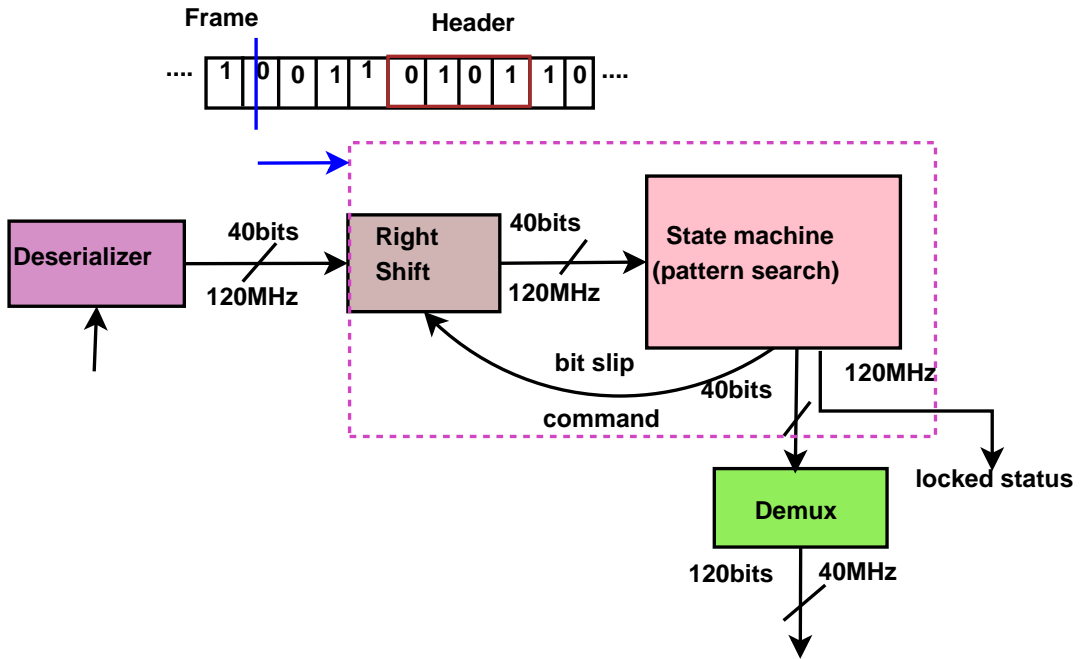 Frame
Header
.... 1 0 0 1 1 0 1 0 1 1 0 ....
Deserializer
40bits
120MHz
Right
Shift
40bits
120MHz
State machine
(pattern search)
bit slip
command
40bits
120MHz
locked status
Demux
120bits
40MHz